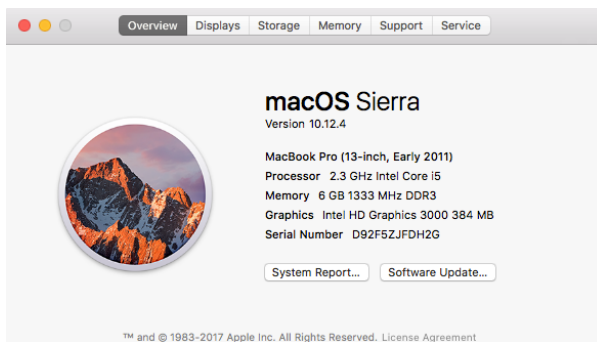 Overview Displays Storage Memory Support Service
macOS Sierra
Version 10.12.4
MacBook Pro (13-inch, Early 2011)
Processor 2.3 GHz Intel Core i5
Memory 6 GB 1333 MHz DDR3
Graphics Intel HD Graphics 3000 384 MB
Serial Number D92F5ZJFDH2G
System Report... Software Update...
™ and © 1983-2017 Apple Inc. All Rights Reserved. License Agreement